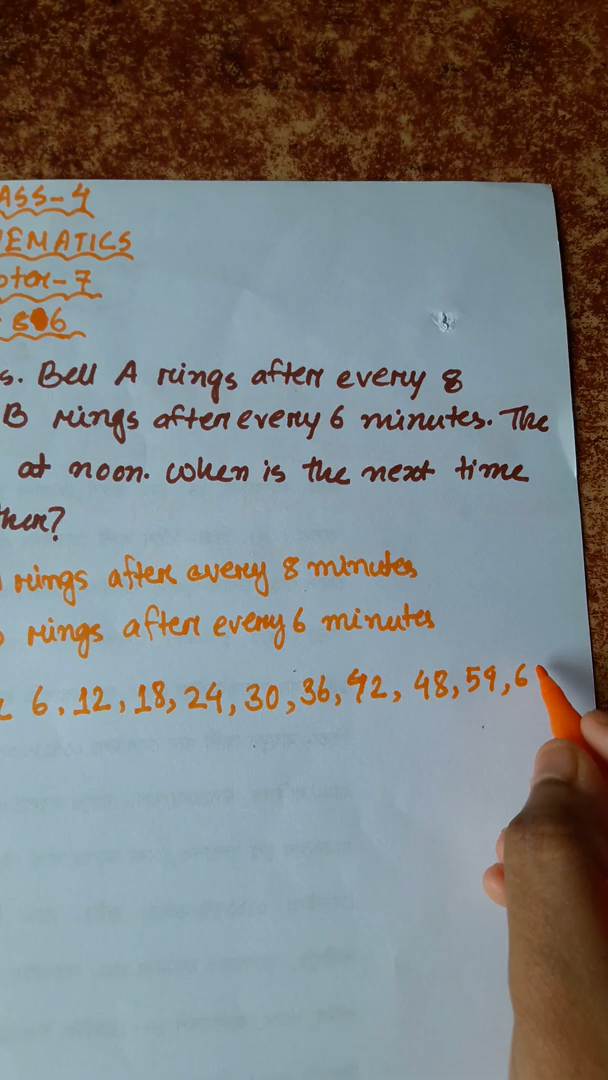 ASS-4
EMATICS
pter-7
6
s. Bell A rings after every 8
B rings after every 6 minutes. The
at noon. When is the next time
ther?
rings after every 8 minutes
rings after every 6 minutes
6, 12, 18, 24, 30, 36, 42, 48, 54, 6